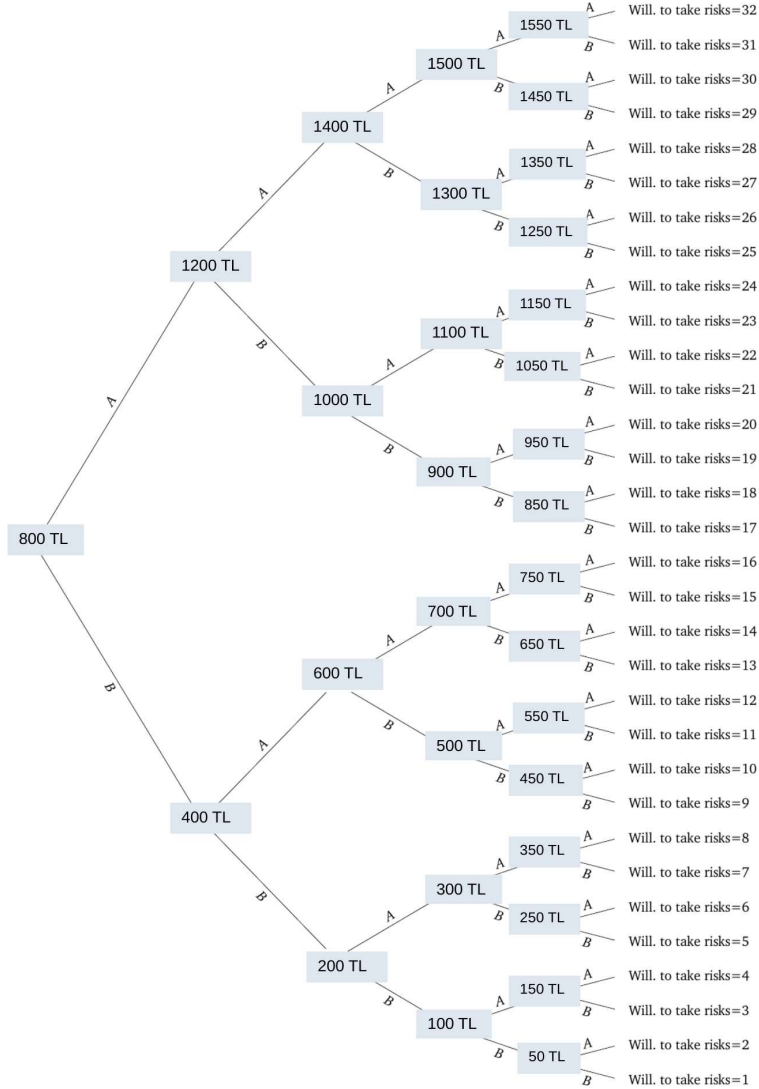 A Will. to take risks=32
1550 TL
A
B Will. to take risks=31
1500 TL
A Will. to take risks=30
B
1450 TL
A
B Will. to take risks=29
1400 TL
A Will. to take risks=28
1350 TL
B
A
B Will. to take risks=27
1300 TL
A
A Will. to take risks=26
B
1250 TL
B Will. to take risks=25
1200 TL
A Will. to take risks=24
1150 TL
A
B Will. to take risks=23
1100 TL
B
A Will. to take risks=22
B
1050 TL
A
B Will. to take risks=21
1000 TL
A
A Will. to take risks=20
950 TL
B
A
B Will. to take risks=19
900 TL
A Will. to take risks=18
B
850 TL
B Will. to take risks=17
800 TL
A Will. to take risks=16
750 TL
A
B Will. to take risks=15
700 TL
A Will. to take risks=14
B
650 TL
A
B Will. to take risks=13
600 TL
B
A Will. to take risks=12
550 TL
B
A
B Will. to take risks=11
500 TL
A
A Will. to take risks=10
B
450 TL
B Will. to take risks=9
400 TL
A Will. to take risks=8
350 TL
A
B Will. to take risks=7
300 TL
B
A Will. to take risks=6
B
250 TL
A
B Will. to take risks=5
200 TL
A Will. to take risks=4
150 TL
B
A
B Will. to take risks=3
100 TL
A Will. to take risks=2
B
50 TL
B Will. to take risks=1